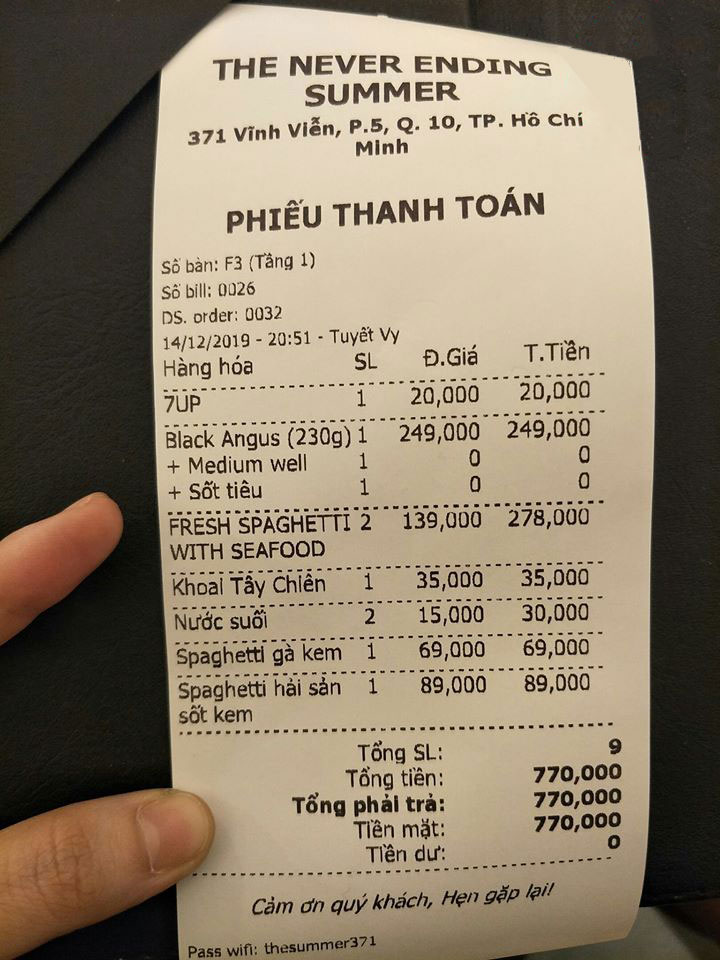 THE NEVER ENDING
SUMMER
371 Vĩnh Viễn, P.5, Q. 10, TP. Hồ Chí
Minh
PHIẾU THANH TOÁN
Số bàn: F3 (Tầng 1)
Số bill: 0026
DS. order: 0032
14/12/2019 - 20:51 - Tuyết Vy
Hàng hóa SL Đ.Giá T.Tiền
7UP 1 20,000 20,000
Black Angus (230g) 1 249,000 249,000
+ Medium well 1 0 0
+ Sốt tiêu 1 0 0
FRESH SPAGHETTI 2 139,000 278,000
WITH SEAFOOD
Khoai Tây Chiên 1 35,000 35,000
Nước suối 2 15,000 30,000
Spaghetti gà kem 1 69,000 69,000
Spaghetti hải sản 1 89,000 89,000
sốt kem
Tổng SL: 9
Tổng tiền: 770,000
Tổng phải trả: 770,000
Tiền mặt: 770,000
Tiền dư: 0
Cảm ơn quý khách, Hẹn gặp lại!
Pass wifi: thesummer371